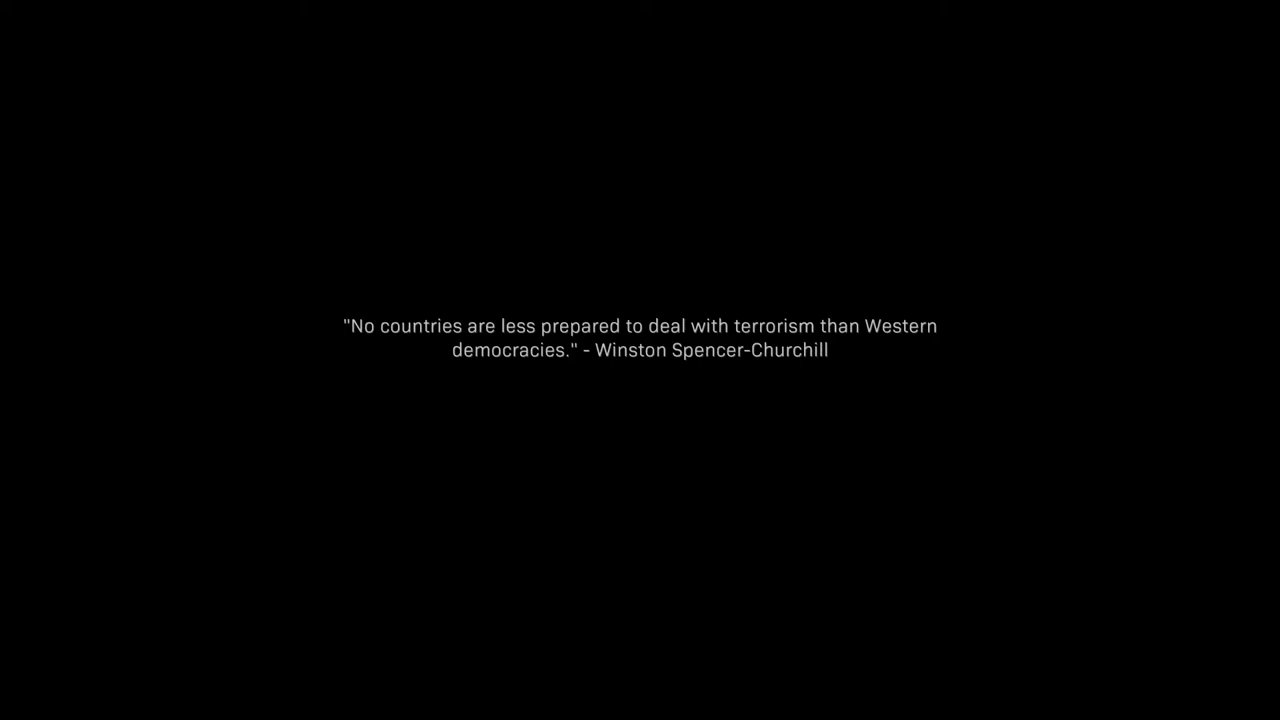 "No countries are less prepared to deal with terrorism than Western
democracies." - Winston Spencer-Churchill